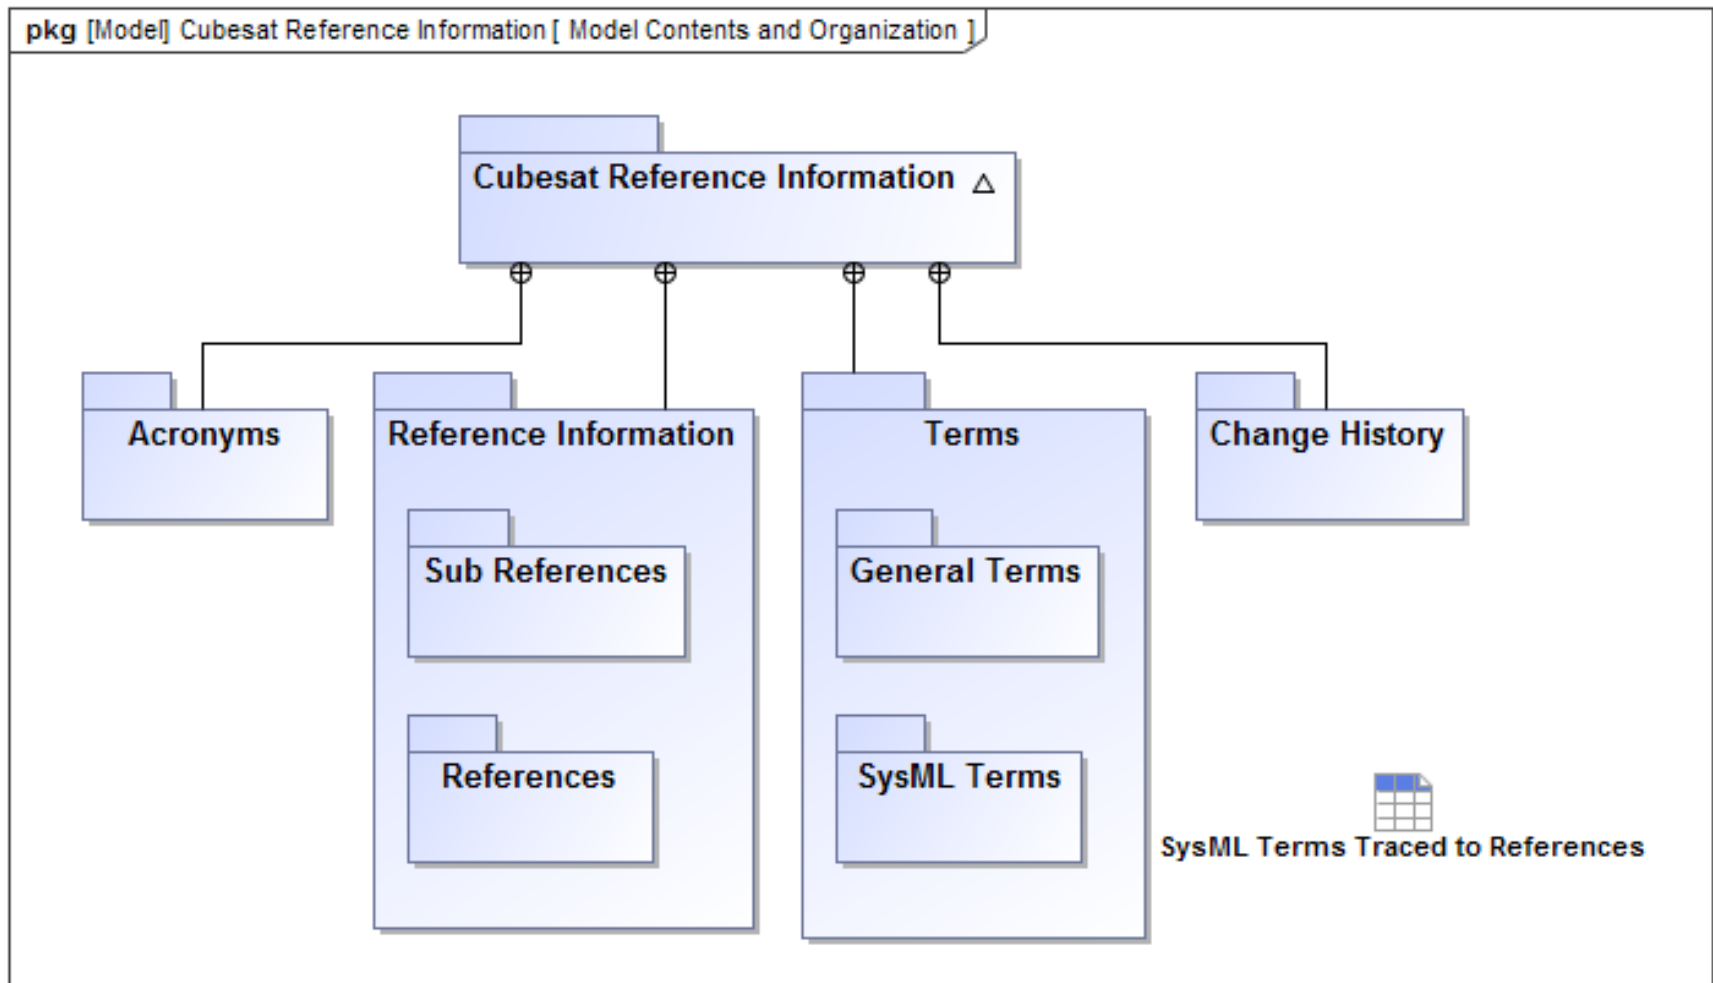 pkg [Model] Cubesat Reference Information [ Model Contents and Organization ]
Cubesat Reference Information
Acronyms
Reference Information
Terms
Change History
Sub References
General Terms
References
SysML Terms
SysML Terms Traced to References